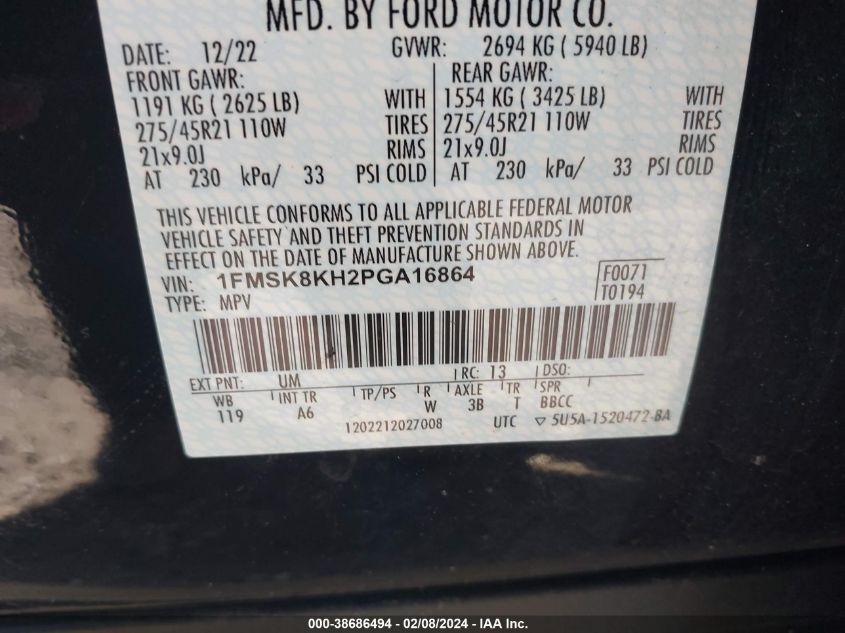 MFD. BY FORD MOTOR CO.
DATE: 12/22 GVWR: 2694 KG ( 5940 LB)
FRONT GAWR: REAR GAWR:
1191 KG ( 2625 LB) WITH 1554 KG ( 3425 LB) WITH
275/45R21 110W TIRES 275/45R21 110W TIRES
21x9.0J RIMS 21x9.0J RIMS
AT 230 kPa/ 33 PSI COLD AT 230 kPa/ 33 PSI COLD
THIS VEHICLE CONFORMS TO ALL APPLICABLE FEDERAL MOTOR
VEHICLE SAFETY AND THEFT PREVENTION STANDARDS IN
EFFECT ON THE DATE OF MANUFACTURE SHOWN ABOVE.
VIN: 1FMSK8KH2PGA16864 F0071
TYPE: MPV T0194
EXT PNT: UM RC: 13 DSO:
WB INT TR TP/PS R AXLE TR SPR
119 A6 W 3B T BBCC
1202212027008 UTC ▽ 5U5A-1520472-BA
000-38686494 - 02/08/2024 - IAA Inc.